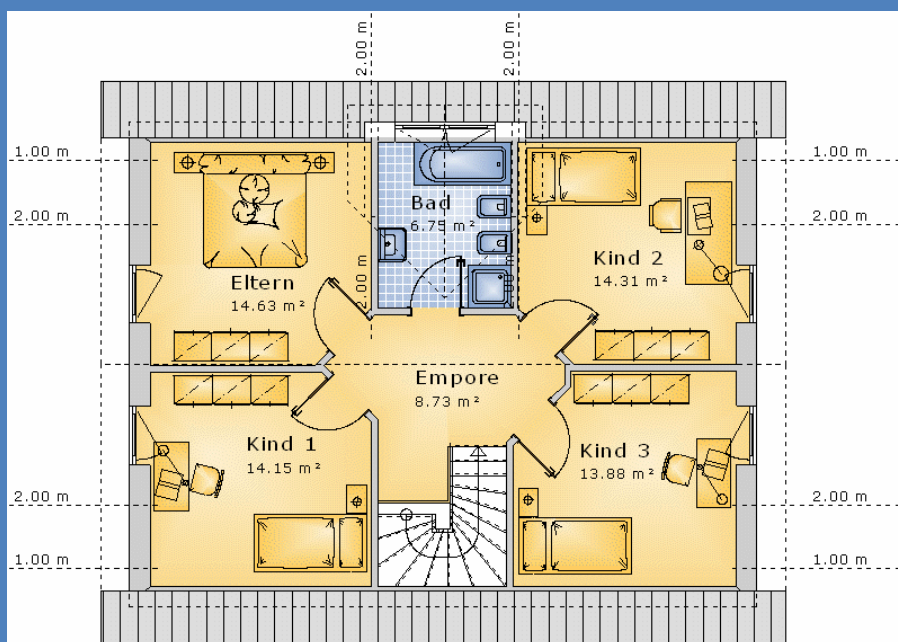 2.00 m
2.00 m
1.00 m
1.00 m
2.00 m
2.00 m
Bad
6.75 m²
Kind 2
14.31 m²
Eltern
14.63 m²
2.00 m
2.00 m
Empore
8.73 m²
Kind 1
14.15 m²
Kind 3
13.88 m²
2.00 m
2.00 m
1.00 m
1.00 m